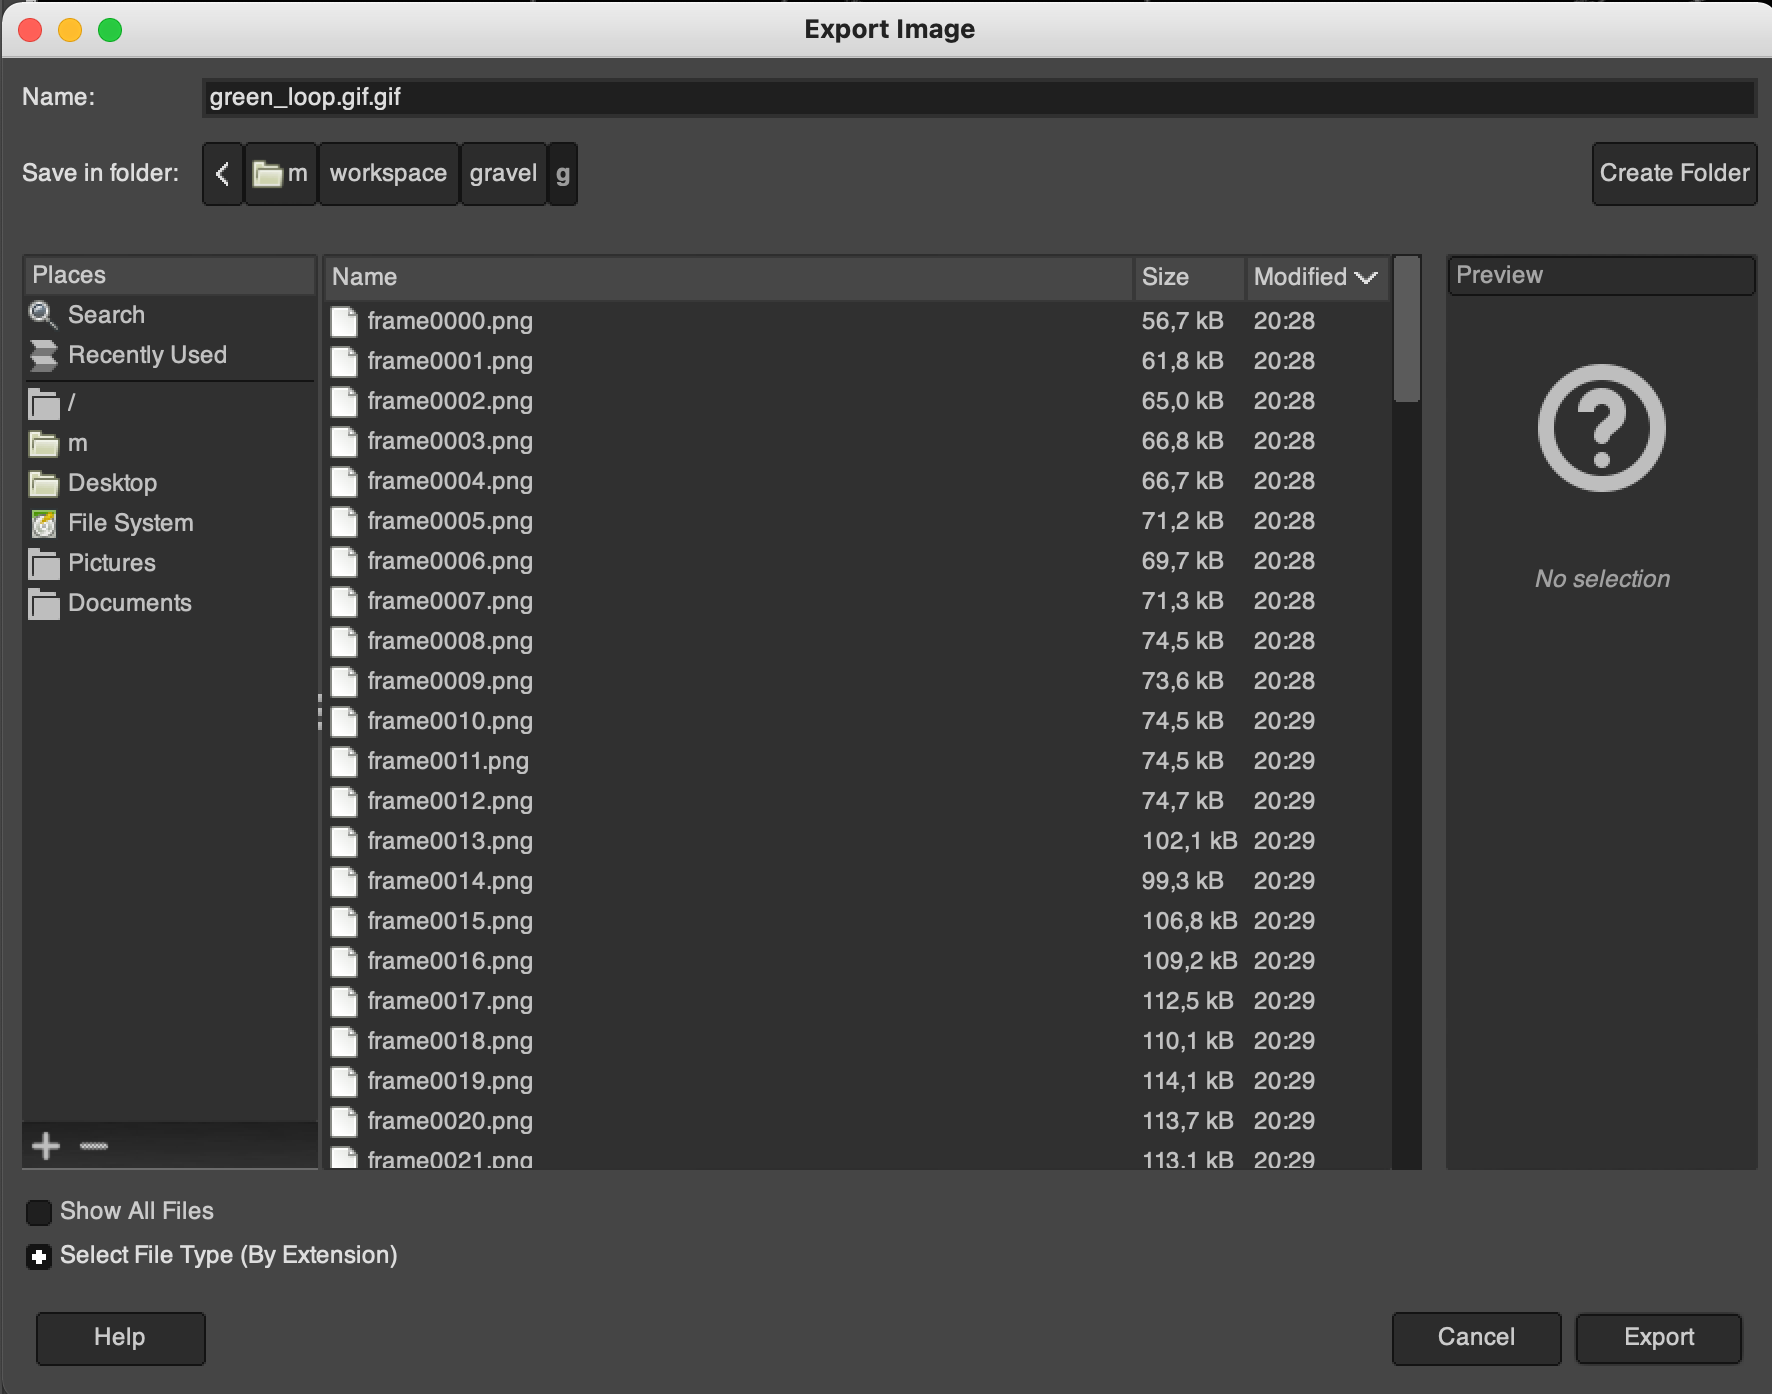 Export Image
Name: green_loop.gif.gif
Save in folder: m workspace gravel g Create Folder
Places
Search
Recently Used
/
m
Desktop
File System
Pictures
Documents
Name Size Modified
frame0000.png 56,7 kB 20:28
frame0001.png 61,8 kB 20:28
frame0002.png 65,0 kB 20:28
frame0003.png 66,8 kB 20:28
frame0004.png 66,7 kB 20:28
frame0005.png 71,2 kB 20:28
frame0006.png 69,7 kB 20:28
frame0007.png 71,3 kB 20:28
frame0008.png 74,5 kB 20:28
frame0009.png 73,6 kB 20:28
frame0010.png 74,5 kB 20:29
frame0011.png 74,5 kB 20:29
frame0012.png 74,7 kB 20:29
frame0013.png 102,1 kB 20:29
frame0014.png 99,3 kB 20:29
frame0015.png 106,8 kB 20:29
frame0016.png 109,2 kB 20:29
frame0017.png 112,5 kB 20:29
frame0018.png 110,1 kB 20:29
frame0019.png 114,1 kB 20:29
frame0020.png 113,7 kB 20:29
frame0021.png 113,1 kB 20:29
Preview
No selection
Show All Files
Select File Type (By Extension)
Help Cancel Export